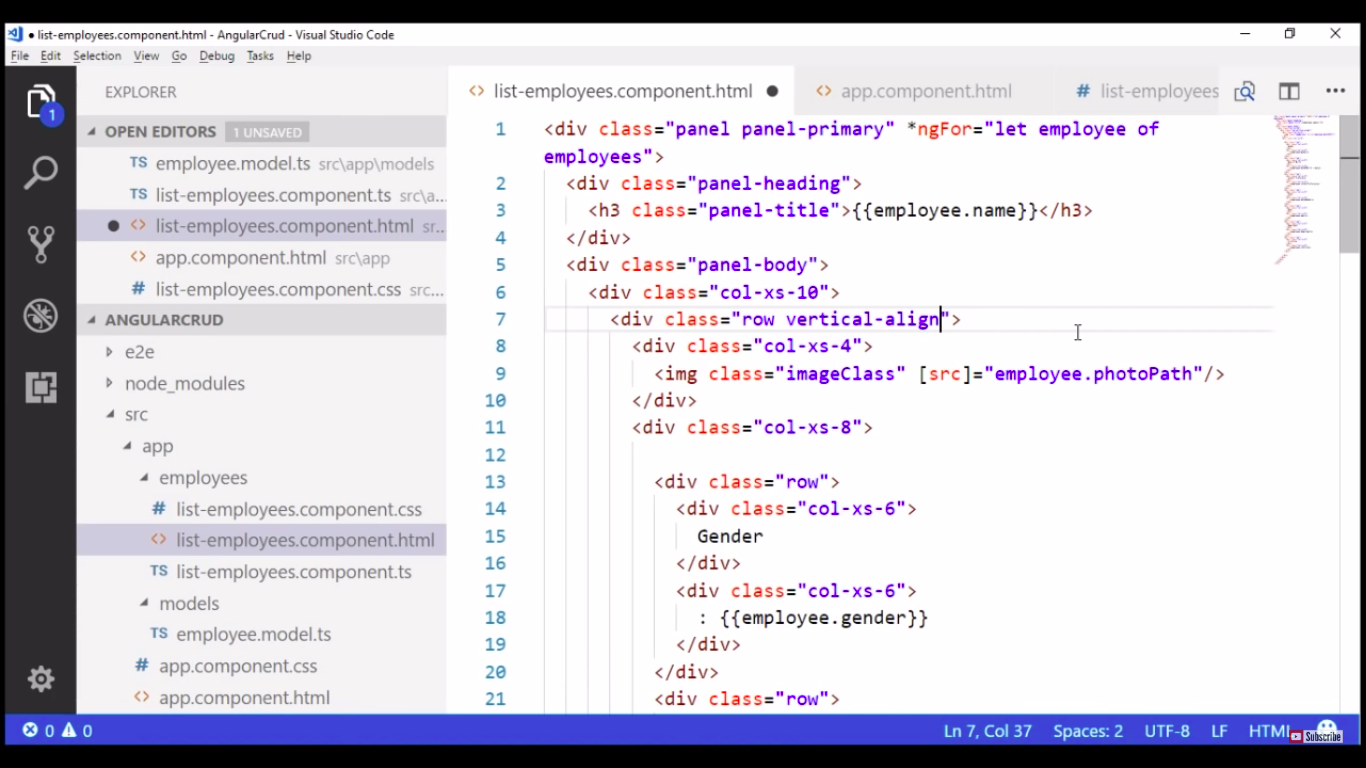 ● list-employees.component.html - AngularCrud - Visual Studio Code
File Edit Selection View Go Debug Tasks Help
EXPLORER
1
OPEN EDITORS 1 UNSAVED
TS employee.model.ts src\app\models
TS list-employees.component.ts src\a...
● <> list-employees.component.html sr...
<> app.component.html src\app
# list-employees.component.css src...
ANGULARCRUD
e2e
node_modules
src
app
employees
# list-employees.component.css
<> list-employees.component.html
TS list-employees.component.ts
models
TS employee.model.ts
# app.component.css
<> app.component.html
<> list-employees.component.html ● <> app.component.html # list-employees
1 <div class="panel panel-primary" *ngFor="let employee of
employees">
2 <div class="panel-heading">
3 <h3 class="panel-title">{{employee.name}}</h3>
4 </div>
5 <div class="panel-body">
6 <div class="col-xs-10">
7 <div class="row vertical-align">
8 <div class="col-xs-4">
9 <img class="imageClass" [src]="employee.photoPath"/>
10 </div>
11 <div class="col-xs-8">
12
13 <div class="row">
14 <div class="col-xs-6">
15 Gender
16 </div>
17 <div class="col-xs-6">
18 : {{employee.gender}}
19 </div>
20 </div>
21 <div class="row">
0 0 Ln 7, Col 37 Spaces: 2 UTF-8 LF HTML
Subscribe